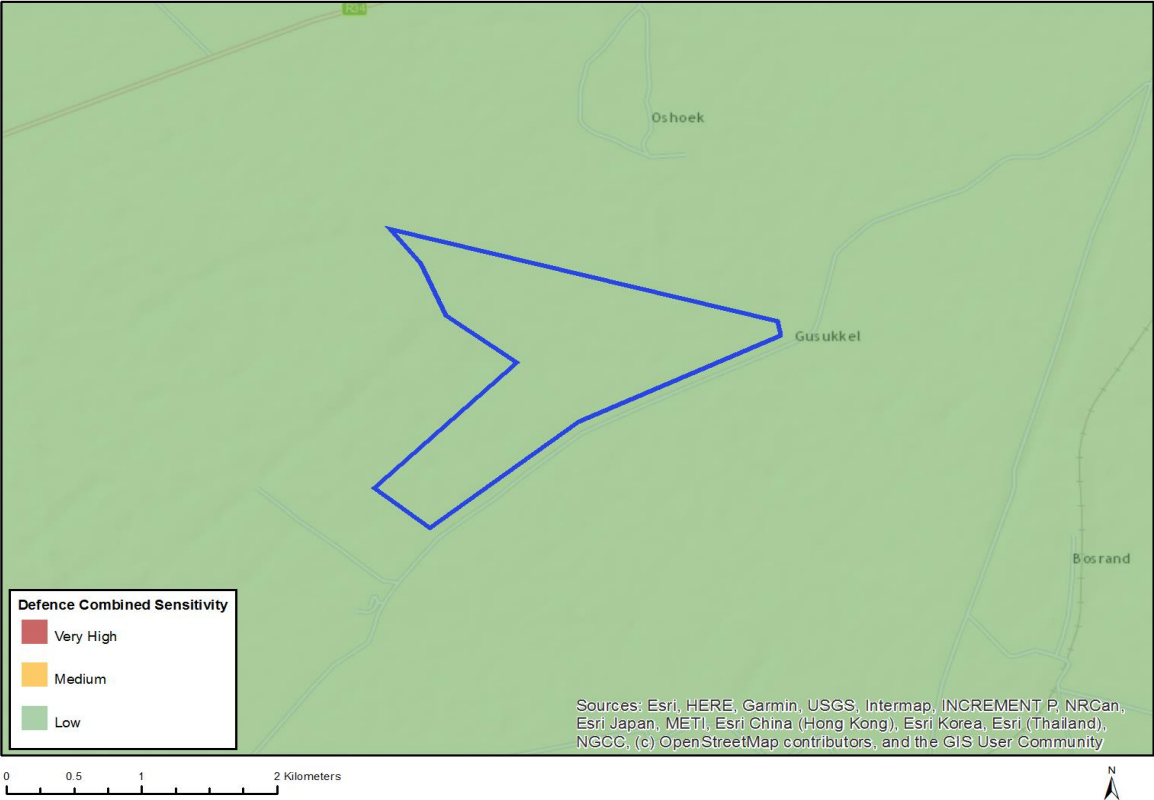 R34
Oshoek
Gusukkel
Bosrand
Defence Combined Sensitivity
Very High
Medium
Low
Sources: Esri, HERE, Garmin, USGS, Intermap, INCREMENT P, NRCan,
Esri Japan, METI, Esri China (Hong Kong), Esri Korea, Esri (Thailand),
NGCC, (c) OpenStreetMap contributors, and the GIS User Community
0 0.5 1 2 Kilometers
N